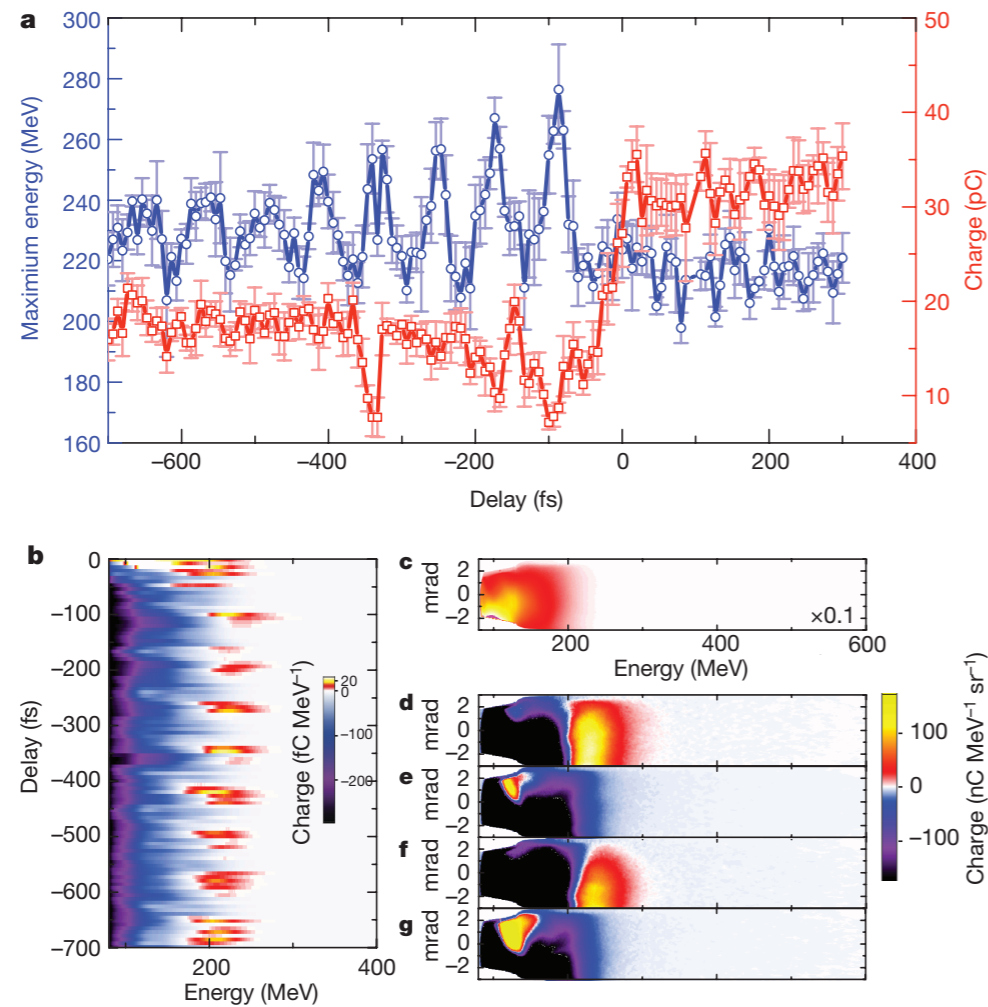 a
300
280
260
240
220
200
180
160
Maximium energy (MeV)
50
40
30
20
10
Charge (pC)
−600
−400
−200
0
200
400
Delay (fs)
b
0
−100
−200
−300
−400
−500
−600
−700
Delay (fs)
200
400
Energy (MeV)
20
0
−100
−200
Charge (fC MeV−1)
c
2
0
−2
mrad
×0.1
200
400
600
Energy (MeV)
d
2
0
−2
mrad
e
2
0
−2
mrad
f
2
0
−2
mrad
g
2
0
−2
mrad
100
0
−100
Charge (nC MeV−1 sr−1)